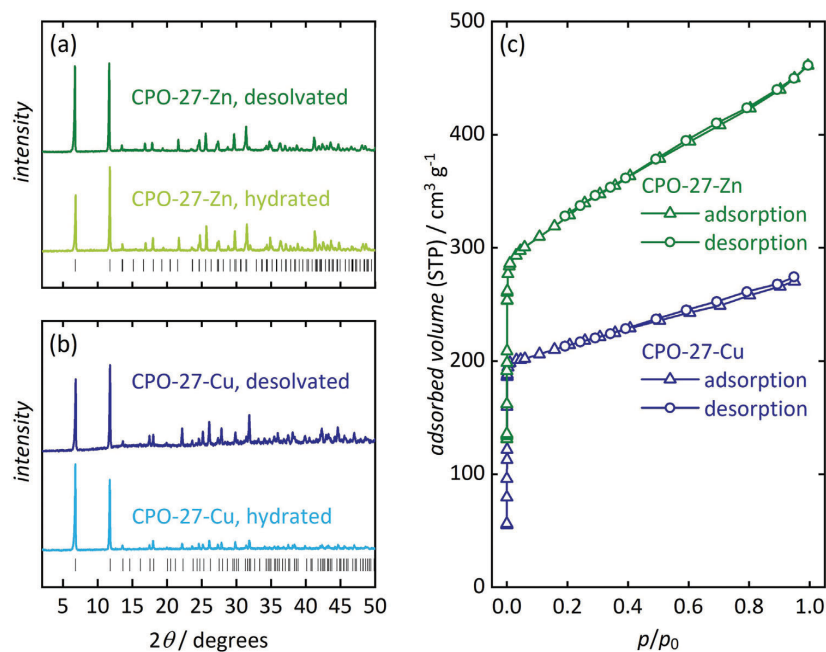 (a)
CPO-27-Zn, desolvated
CPO-27-Zn, hydrated
intensity
(b)
CPO-27-Cu, desolvated
CPO-27-Cu, hydrated
intensity
5 10 15 20 25 30 35 40 45 50
2θ / degrees
(c)
500
400
300
200
100
0
adsorbed volume (STP) / cm³ g⁻¹
CPO-27-Zn
adsorption
desorption
CPO-27-Cu
adsorption
desorption
0.0 0.2 0.4 0.6 0.8 1.0
p/p₀